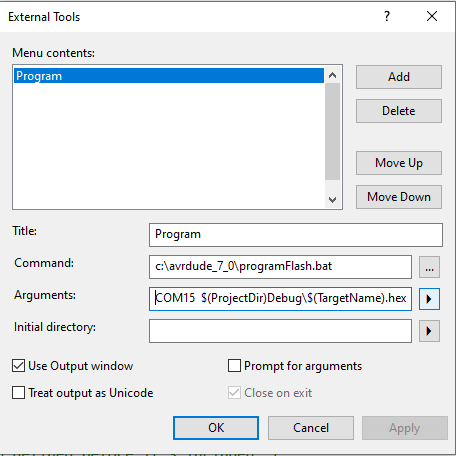 External Tools
Menu contents:
Program
Add
Delete
Move Up
Move Down
Title:
Program
Command:
c:\avrdude_7_0\programFlash.bat
...
Arguments:
COM15 $(ProjectDir)Debug\$(TargetName).hex
Initial directory:
Use Output window
Prompt for arguments
Treat output as Unicode
Close on exit
OK
Cancel
Apply